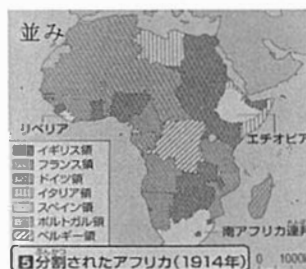 並み
リベリア
エチオピア
イギリス領
フランス領
ドイツ領
イタリア領
スペイン領
ポルトガル領
ベルギー領
南アフリカ連邦
5 分割されたアフリカ(1914年)
0 1000